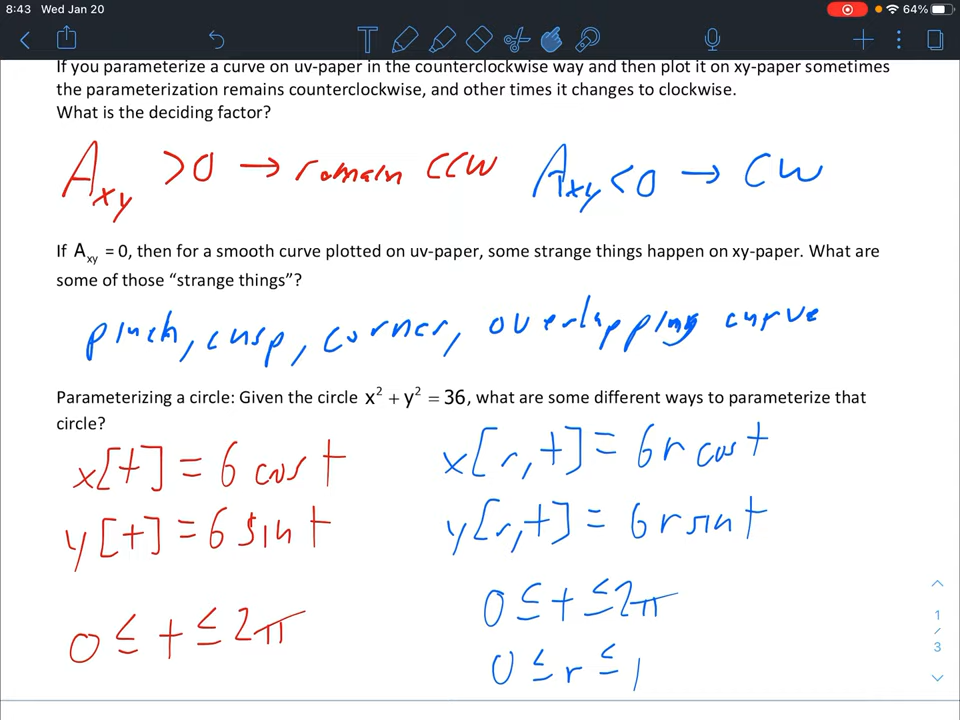 8:43 Wed Jan 20 64%
If you parameterize a curve on uv-paper in the counterclockwise way and then plot it on xy-paper sometimes
the parameterization remains counterclockwise, and other times it changes to clockwise.
What is the deciding factor?
A_xy > 0 → remain CCW A_xy < 0 → CW
If A_xy = 0, then for a smooth curve plotted on uv-paper, some strange things happen on xy-paper. What are
some of those “strange things”?
pinch, cusp, corner, overlapping curve
Parameterizing a circle: Given the circle x² + y² = 36, what are some different ways to parameterize that
circle?
x[t] = 6 cos t x[r,t] = 6r cos t
y[t] = 6 sin t y[r,t] = 6r sin t
0 ≤ t ≤ 2π 0 ≤ t ≤ 2π
0 ≤ r ≤ 1
1
/
3